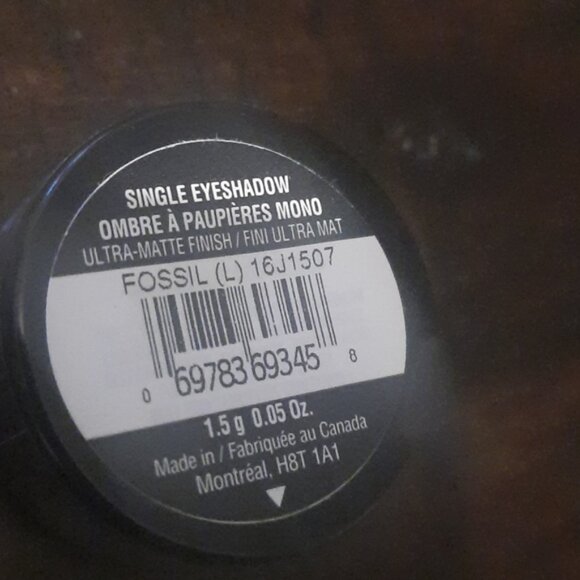 SINGLE EYESHADOW
OMBRE À PAUPIÈRES MONO
ULTRA-MATTE FINISH / FINI ULTRA MAT
FOSSIL (L) 16J1507
0 69783 69345 8
1.5 g 0.05 Oz.
Made in / Fabriquée au Canada
Montréal, H8T 1A1